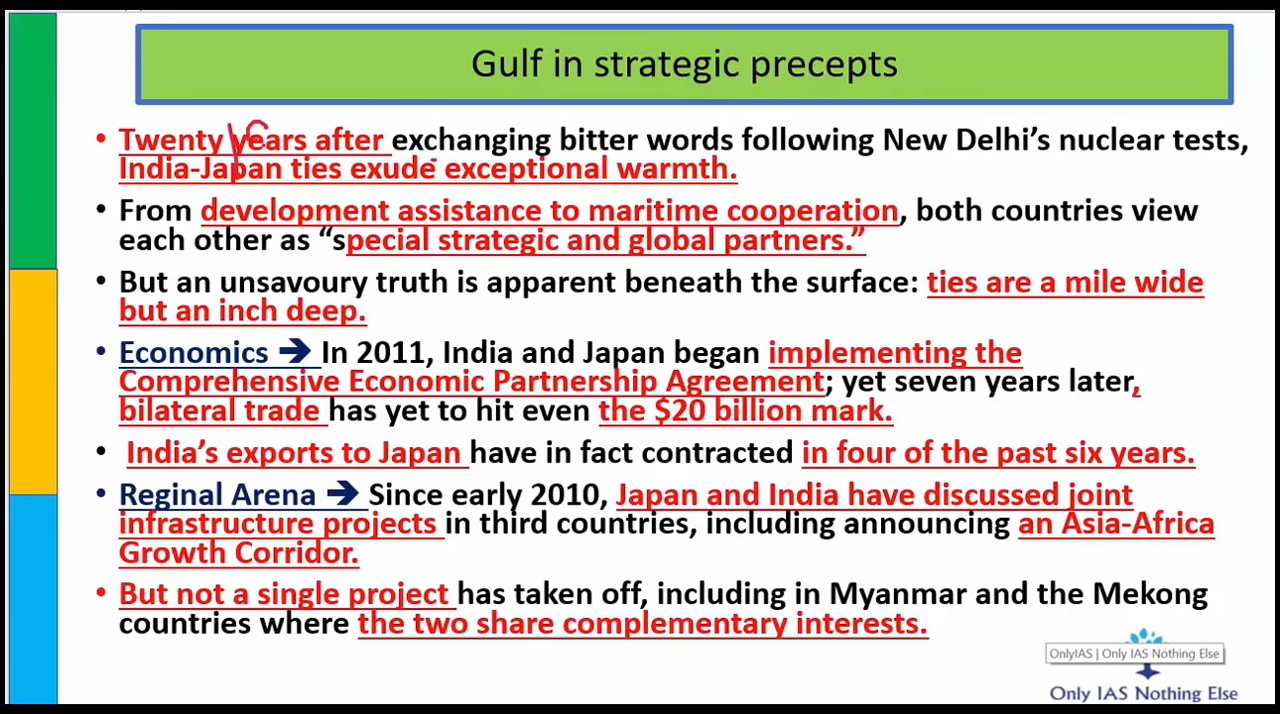 Gulf in strategic precepts
• Twenty years after exchanging bitter words following New Delhi’s nuclear tests,
India-Japan ties exude exceptional warmth.
• From development assistance to maritime cooperation, both countries view
each other as “special strategic and global partners.”
• But an unsavoury truth is apparent beneath the surface: ties are a mile wide
but an inch deep.
• Economics ➔ In 2011, India and Japan began implementing the
Comprehensive Economic Partnership Agreement; yet seven years later,
bilateral trade has yet to hit even the $20 billion mark.
• India’s exports to Japan have in fact contracted in four of the past six years.
• Reginal Arena ➔ Since early 2010, Japan and India have discussed joint
infrastructure projects in third countries, including announcing an Asia-Africa
Growth Corridor.
• But not a single project has taken off, including in Myanmar and the Mekong
countries where the two share complementary interests.
OnlyIAS | Only IAS Nothing Else
Only IAS Nothing Else